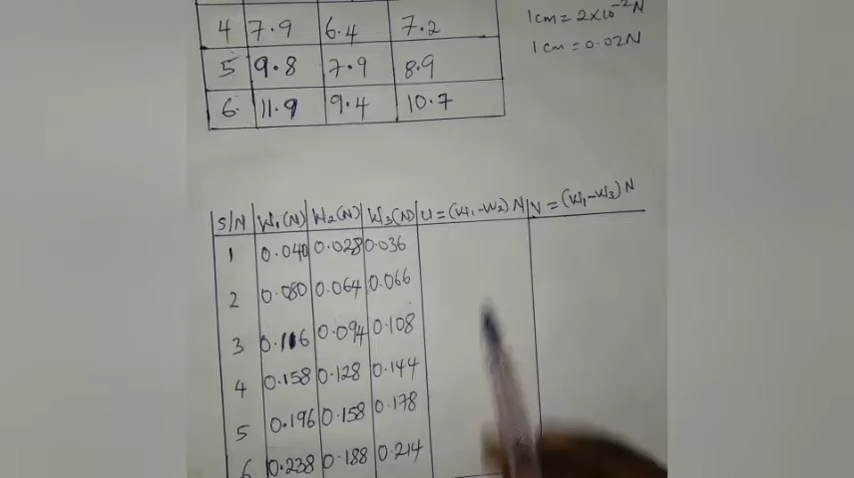 4 7.9 6.4 7.2
5 9.8 7.9 8.9
6 11.9 9.4 10.7
1cm = 2×10⁻²N
1cm = 0.02N
S/N W₁(N) W₂(N) W₃(N) U = (W₁-W₂)N V = (W₁-W₃)N
1 0.040 0.028 0.036
2 0.080 0.064 0.066
3 0.116 0.094 0.108
4 0.158 0.128 0.144
5 0.196 0.158 0.178
6 0.238 0.188 0.214